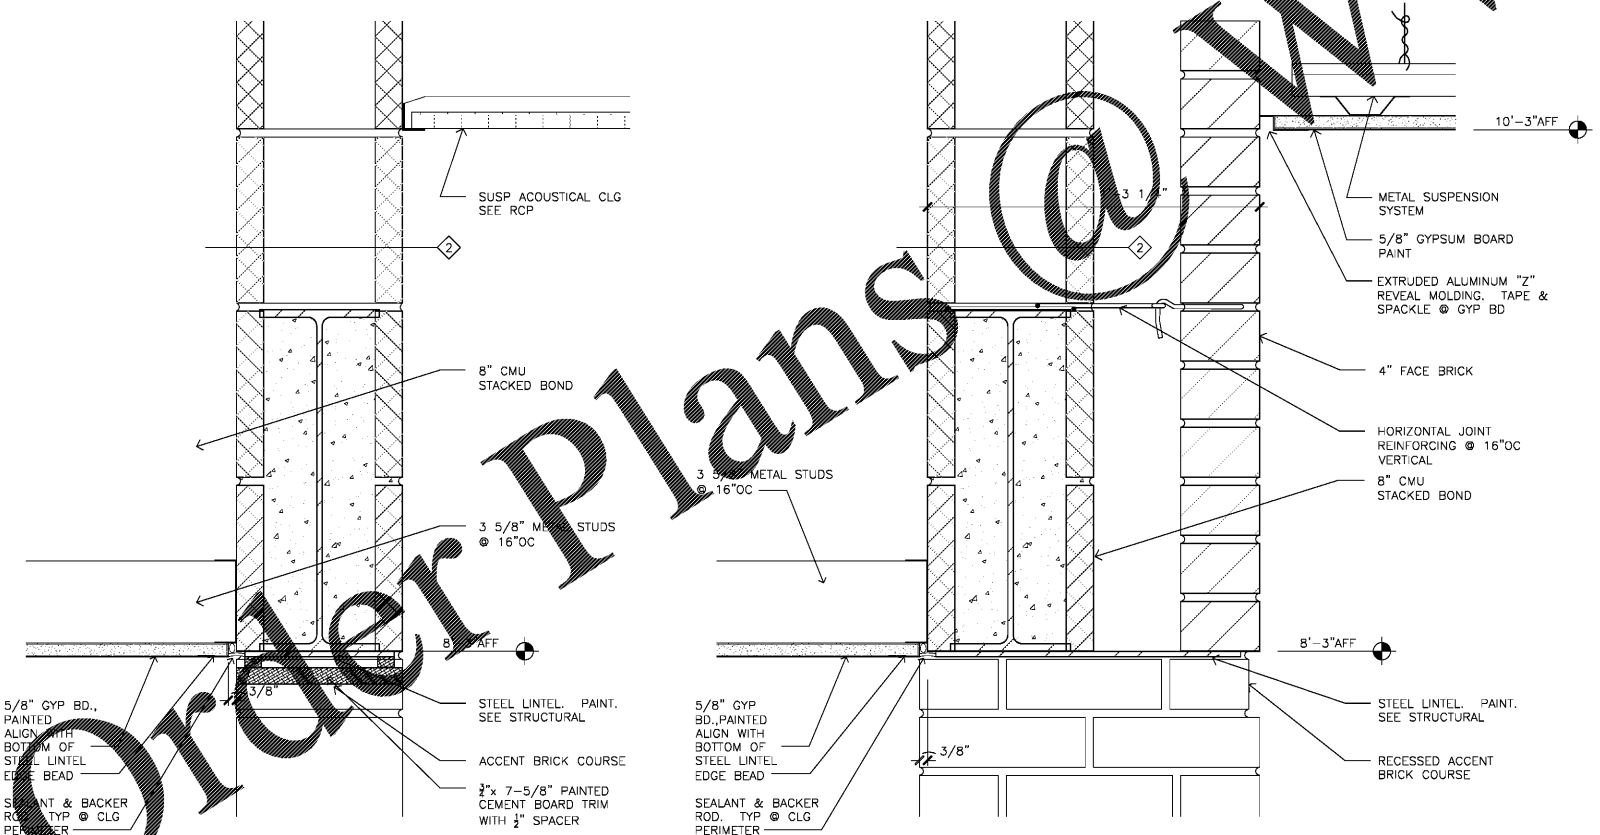 SUSP ACOUSTICAL CLG
SEE RCP
2
8" CMU
STACKED BOND
3 5/8" METAL STUDS
@ 16"OC
AFF
3/8"
5/8" GYP BD.,
PAINTED
ALIGN WITH
BOTTOM OF
STEEL LINTEL
EDGE BEAD
SEALANT & BACKER
ROD. TYP @ CLG
PERIMETER
STEEL LINTEL. PAINT.
SEE STRUCTURAL
ACCENT BRICK COURSE
3/4"x 7-5/8" PAINTED
CEMENT BOARD TRIM
WITH 1/2" SPACER
Order Plans @ w
2
10'-3"AFF
METAL SUSPENSION
SYSTEM
5/8" GYPSUM BOARD
PAINT
EXTRUDED ALUMINUM "Z"
REVEAL MOLDING. TAPE &
SPACKLE @ GYP BD
4" FACE BRICK
HORIZONTAL JOINT
REINFORCING @ 16"OC
VERTICAL
8" CMU
STACKED BOND
3 5/8" METAL STUDS
@ 16"OC
8'-3"AFF
5/8" GYP
BD.,PAINTED
ALIGN WITH
BOTTOM OF
STEEL LINTEL
EDGE BEAD
3/8"
SEALANT & BACKER
ROD. TYP @ CLG
PERIMETER
STEEL LINTEL. PAINT.
SEE STRUCTURAL
RECESSED ACCENT
BRICK COURSE